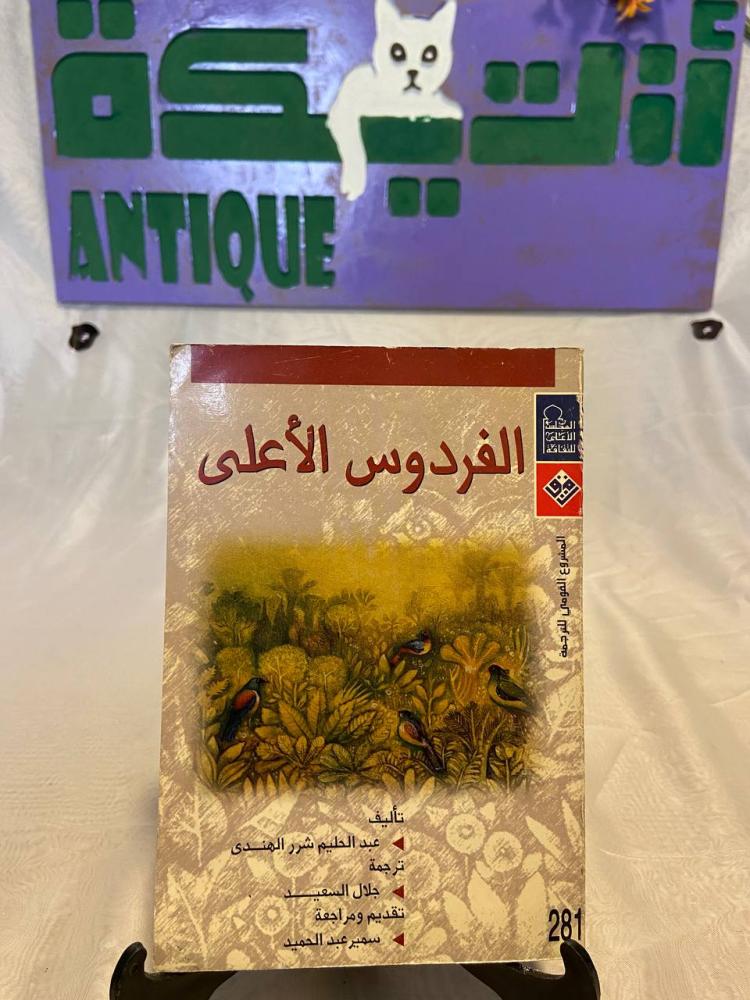 أنتيكة
ANTIQUE
الفردوس الأعلى
المجلس
الأعلى
للثقافة
المشروع القومى للترجمة
تأليف
عبد الحليم شرر الهندى
ترجمة
جلال السعيد
تقديم ومراجعة
سمير عبد الحميد
281